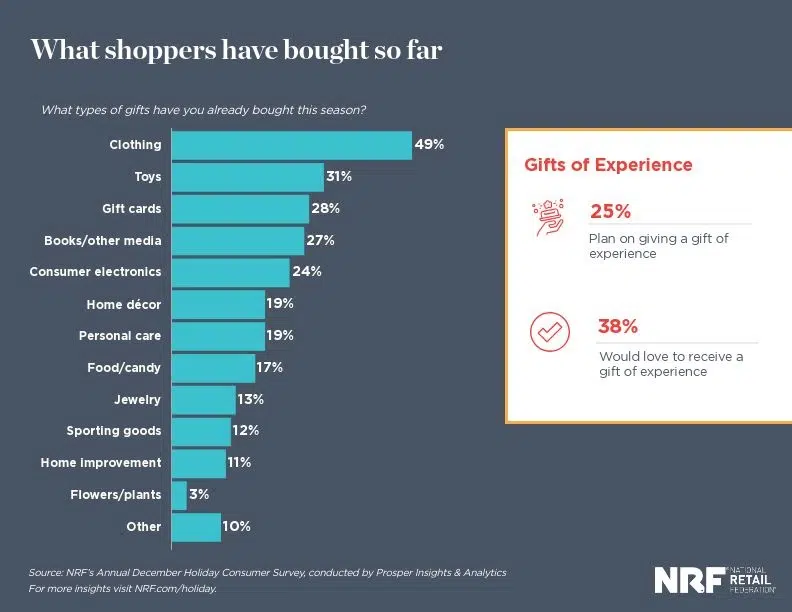 What shoppers have bought so far
What types of gifts have you already bought this season?
Clothing 49%
Toys 31%
Gift cards 28%
Books/other media 27%
Consumer electronics 24%
Home décor 19%
Personal care 19%
Food/candy 17%
Jewelry 13%
Sporting goods 12%
Home improvement 11%
Flowers/plants 3%
Other 10%
Gifts of Experience
25%
Plan on giving a gift of
experience
38%
Would love to receive a
gift of experience
Source: NRF's Annual December Holiday Consumer Survey, conducted by Prosper Insights & Analytics
For more insights visit NRF.com/holiday.
NRF
NATIONAL
RETAIL
FEDERATION